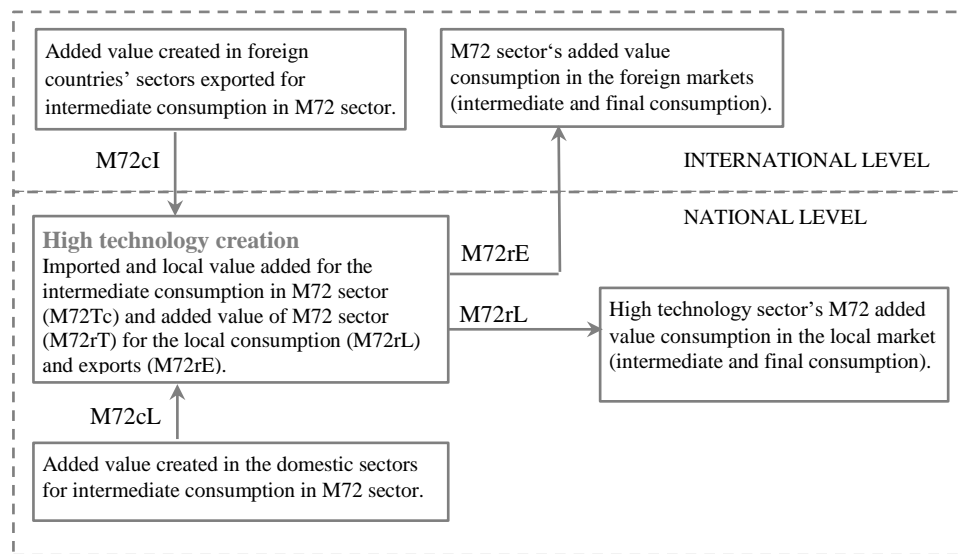 Added value created in foreign
countries’ sectors exported for
intermediate consumption in M72 sector.
M72 sector‘s added value
consumption in the foreign markets
(intermediate and final consumption).
M72cI
INTERNATIONAL LEVEL
NATIONAL LEVEL
High technology creation
Imported and local value added for the
intermediate consumption in M72 sector
(M72Tc) and added value of M72 sector
(M72rT) for the local consumption (M72rL)
and exports (M72rE).
M72rE
M72rL
High technology sector’s M72 added
value consumption in the local market
(intermediate and final consumption).
M72cL
Added value created in the domestic sectors
for intermediate consumption in M72 sector.